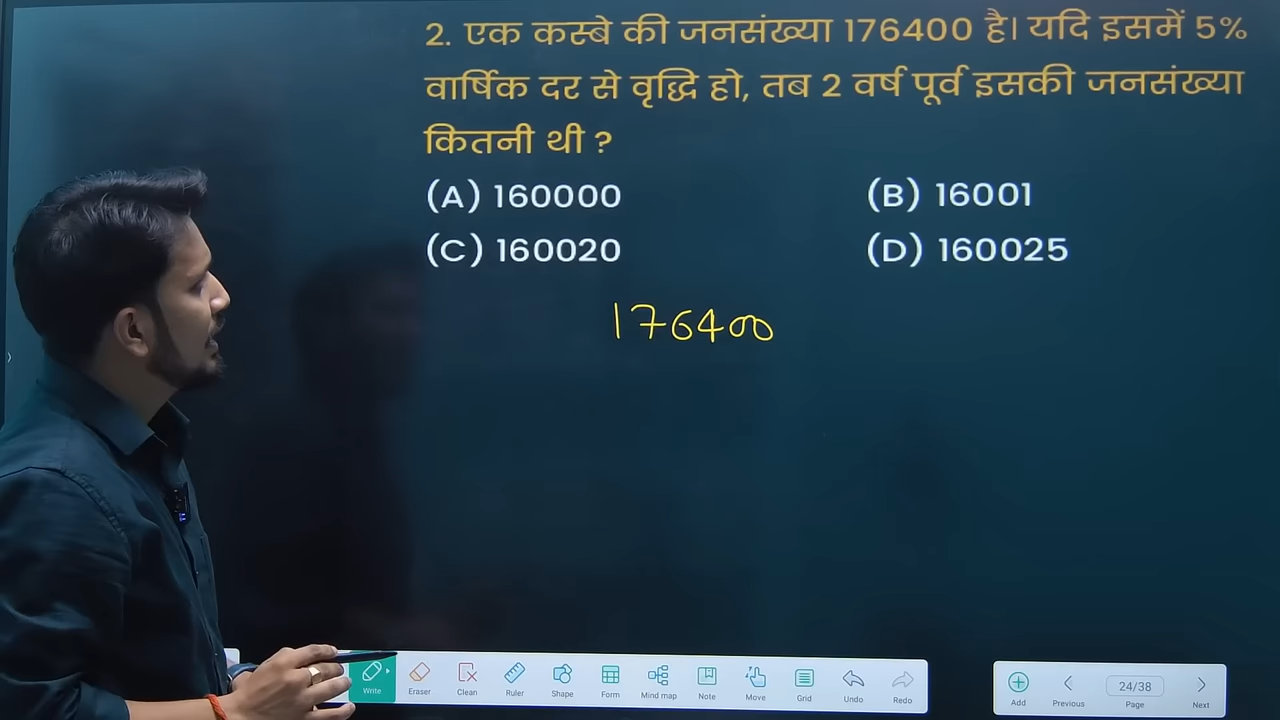 2. एक कस्बे की जनसंख्या 176400 है। यदि इसमें 5%
वार्षिक दर से वृद्धि हो, तब 2 वर्ष पूर्व इसकी जनसंख्या
कितनी थी ?
(A) 160000 (B) 16001
(C) 160020 (D) 160025
176400
Write Eraser Clean Ruler Shape Form Mind map Note Move Grid Undo Redo
24/38
Add Previous Page Next